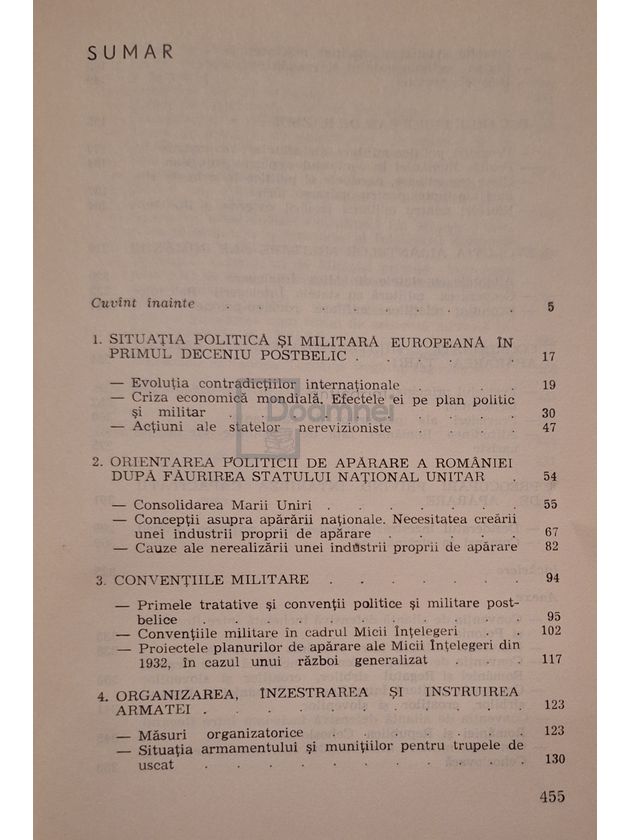 SUMAR
Cuvînt înainte . . . . . . . . 5
1. SITUAȚIA POLITICĂ ȘI MILITARĂ EUROPEANĂ ÎN
PRIMUL DECENIU POSTBELIC . . . . . . 17
— Evoluția contradicțiilor internaționale . . . . 19
— Criza economică mondială. Efectele ei pe plan politic
și militar . . . . . . . . . 30
— Acțiuni ale statelor nerevizioniste . . . . 47
2. ORIENTAREA POLITICII DE APĂRARE A ROMÂNIEI
DUPĂ FĂURIREA STATULUI NAȚIONAL UNITAR . 54
— Consolidarea Marii Uniri . . . . . . 55
— Concepții asupra apărării naționale. Necesitatea creării
unei industrii proprii de apărare . . . . . 67
— Cauze ale nerealizării unei industrii proprii de apărare 82
3. CONVENȚIILE MILITARE . . . . . . 94
— Primele tratative și convenții politice și militare post-
belice . . . . . . . . . . 95
— Convențiile militare în cadrul Micii Înțelegeri . . 102
— Proiectele planurilor de apărare ale Micii Înțelegeri din
1932, în cazul unui război generalizat . . . 117
4. ORGANIZAREA, ÎNZESTRAREA ȘI INSTRUIREA
ARMATEI . . . . . . . . . . 123
— Măsuri organizatorice . . . . . . . 123
— Situația armamentului și munițiilor pentru trupele de
uscat . . . . . . . . . . 130
455
Doamnei